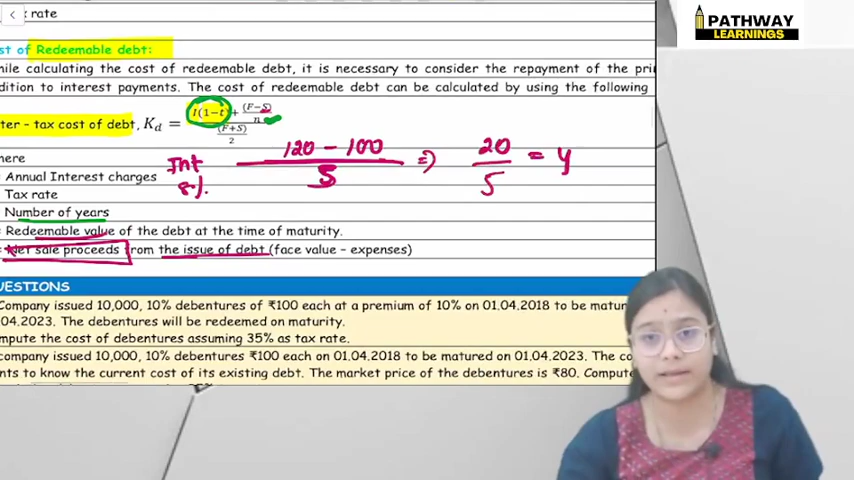 x rate
PATHWAY
LEARNINGS
st of Redeemable debt:
hile calculating the cost of redeemable debt, it is necessary to consider the repayment of the pri
dition to interest payments. The cost of redeemable debt can be calculated by using the following
ter - tax cost of debt, Kd = I(1-t) + (F-S)/n / (F+S)/2
here
Int 120 - 100 ⇒ 20 = 4
8%. 5 5
Annual Interest charges
Tax rate
Number of years
Redeemable value of the debt at the time of maturity.
Net sale proceeds from the issue of debt (face value – expenses)
UESTIONS
Company issued 10,000, 10% debentures of ₹100 each at a premium of 10% on 01.04.2018 to be matur
.04.2023. The debentures will be redeemed on maturity.
mpute the cost of debentures assuming 35% as tax rate.
company issued 10,000, 10% debentures ₹100 each on 01.04.2018 to be matured on 01.04.2023. The co
nts to know the current cost of its existing debt. The market price of the debentures is ₹80. Compute